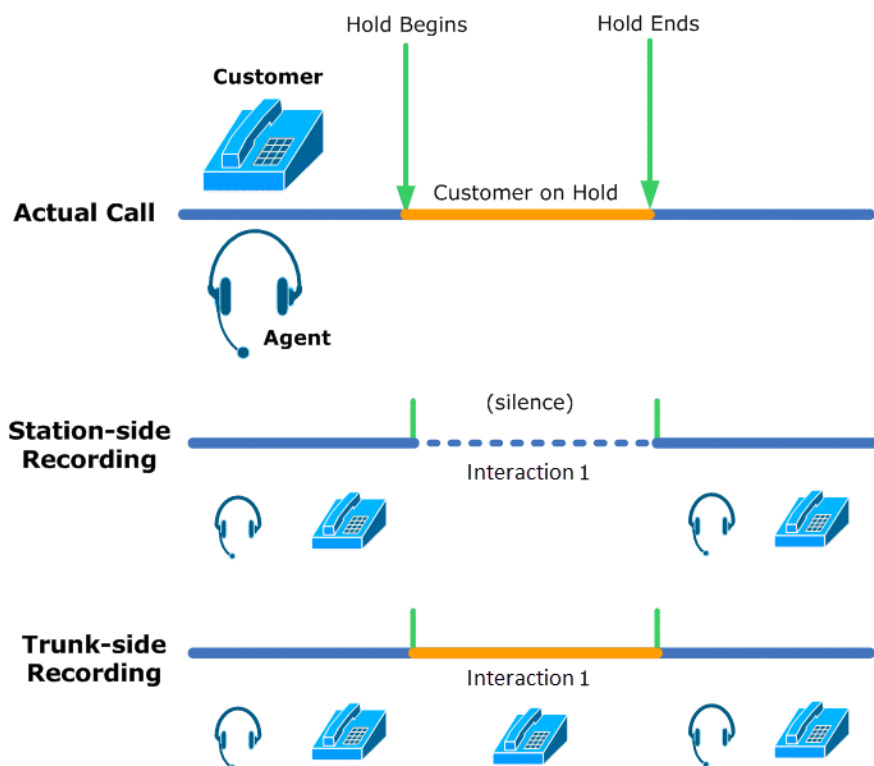 Hold Begins
Hold Ends
Customer
Customer on Hold
Actual Call
Agent
(silence)
Station-side
Recording
Interaction 1
Trunk-side
Recording
Interaction 1